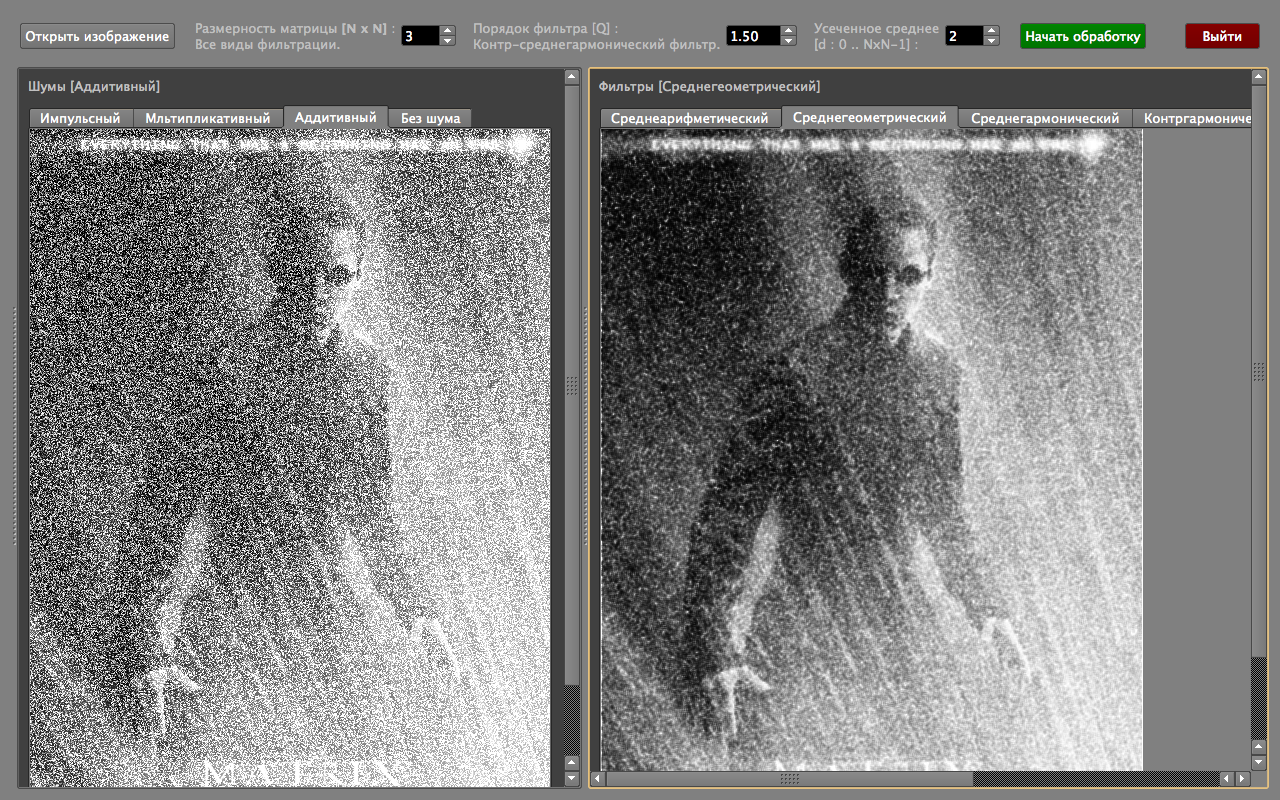 Открыть изображение
Размерность матрицы [N x N] :
Все виды фильтрации.
3
Порядок фильтра [Q] :
Контр-среднегармонический фильтр.
1.50
Усеченное среднее
[d : 0 .. NxN-1] :
2
Начать обработку
Выйти
Шумы [Аддитивный]
Импульсный
Мльтипликативный
Аддитивный
Без шума
EVERYTHING THAT HAS A BEGINNING HAS AN END
MATRIX
Фильтры [Среднегеометрический]
Среднеарифметический
Среднегеометрический
Среднегармонический
Контргармониче
EVERYTHING THAT HAS A BEGINNING HAS AN END